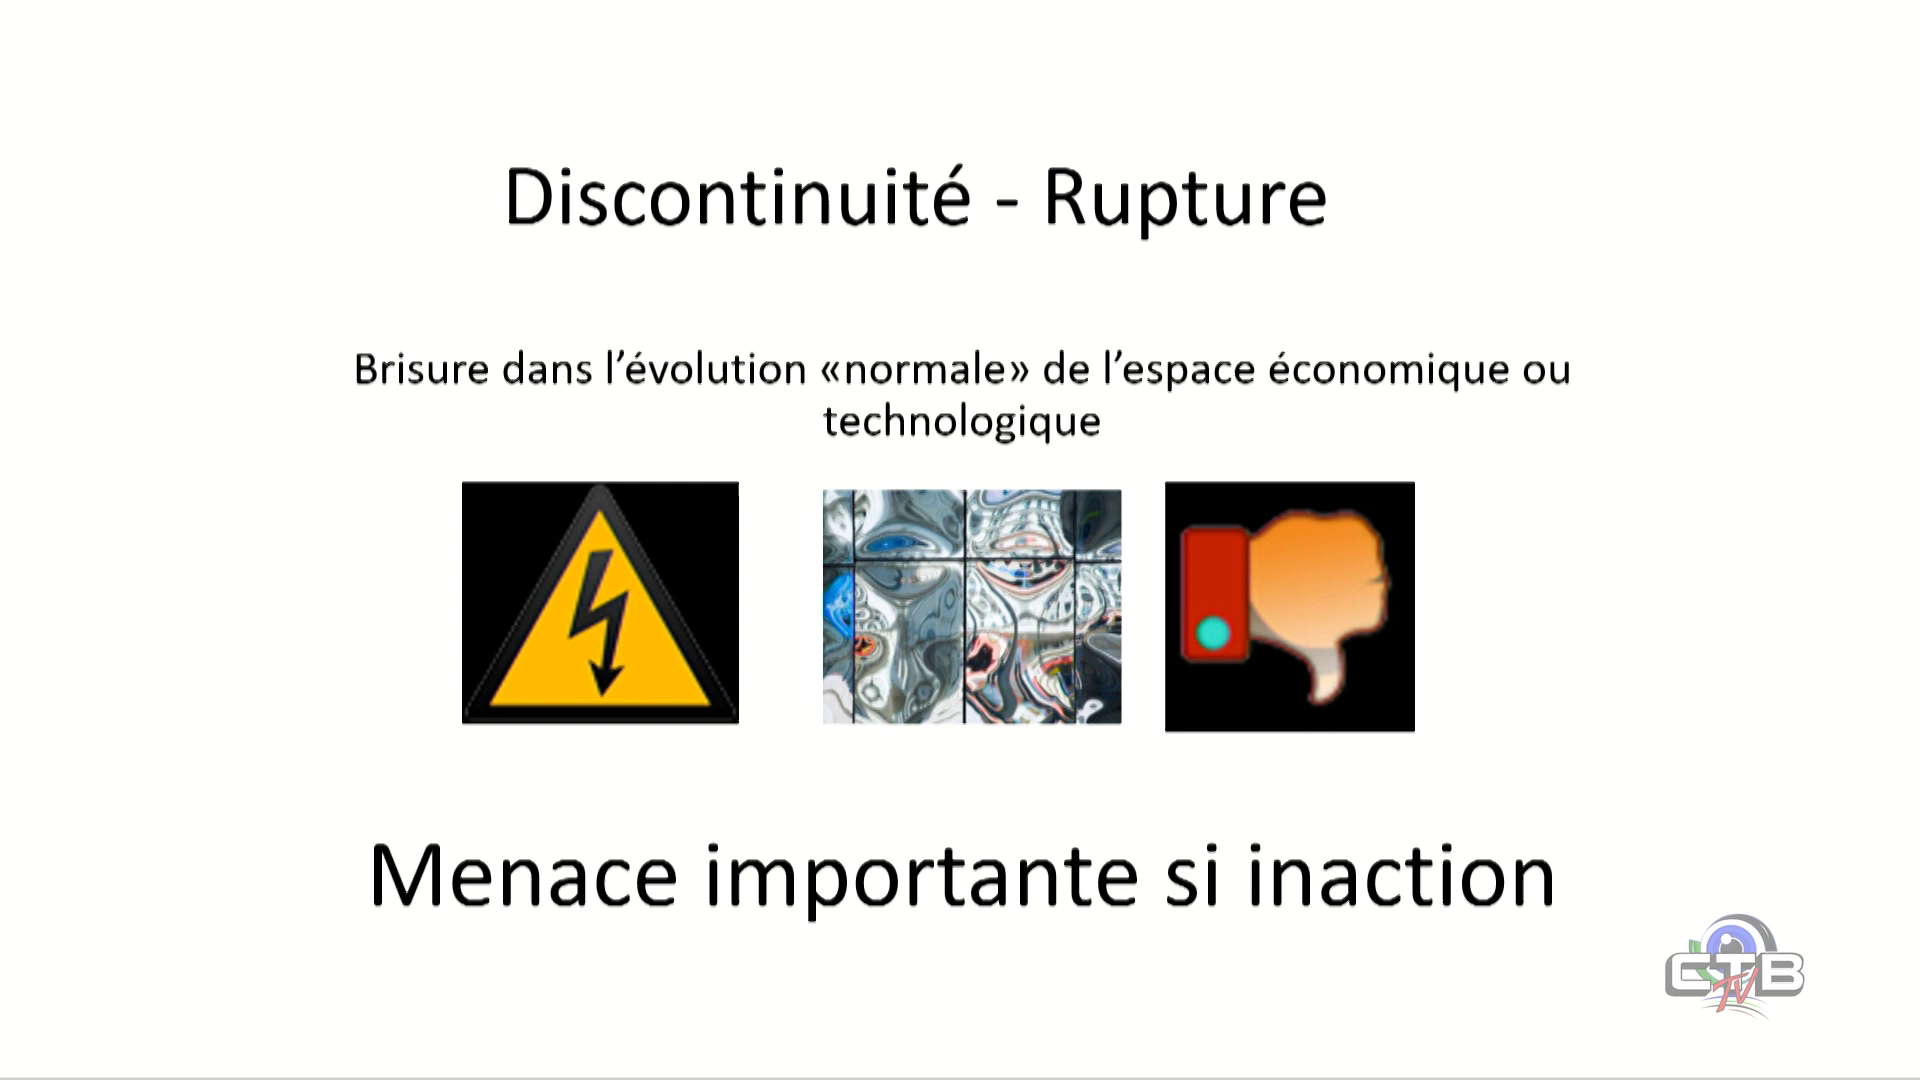 Discontinuité - Rupture
Brisure dans l’évolution «normale» de l’espace économique ou
technologique
Menace importante si inaction
CTB
TV